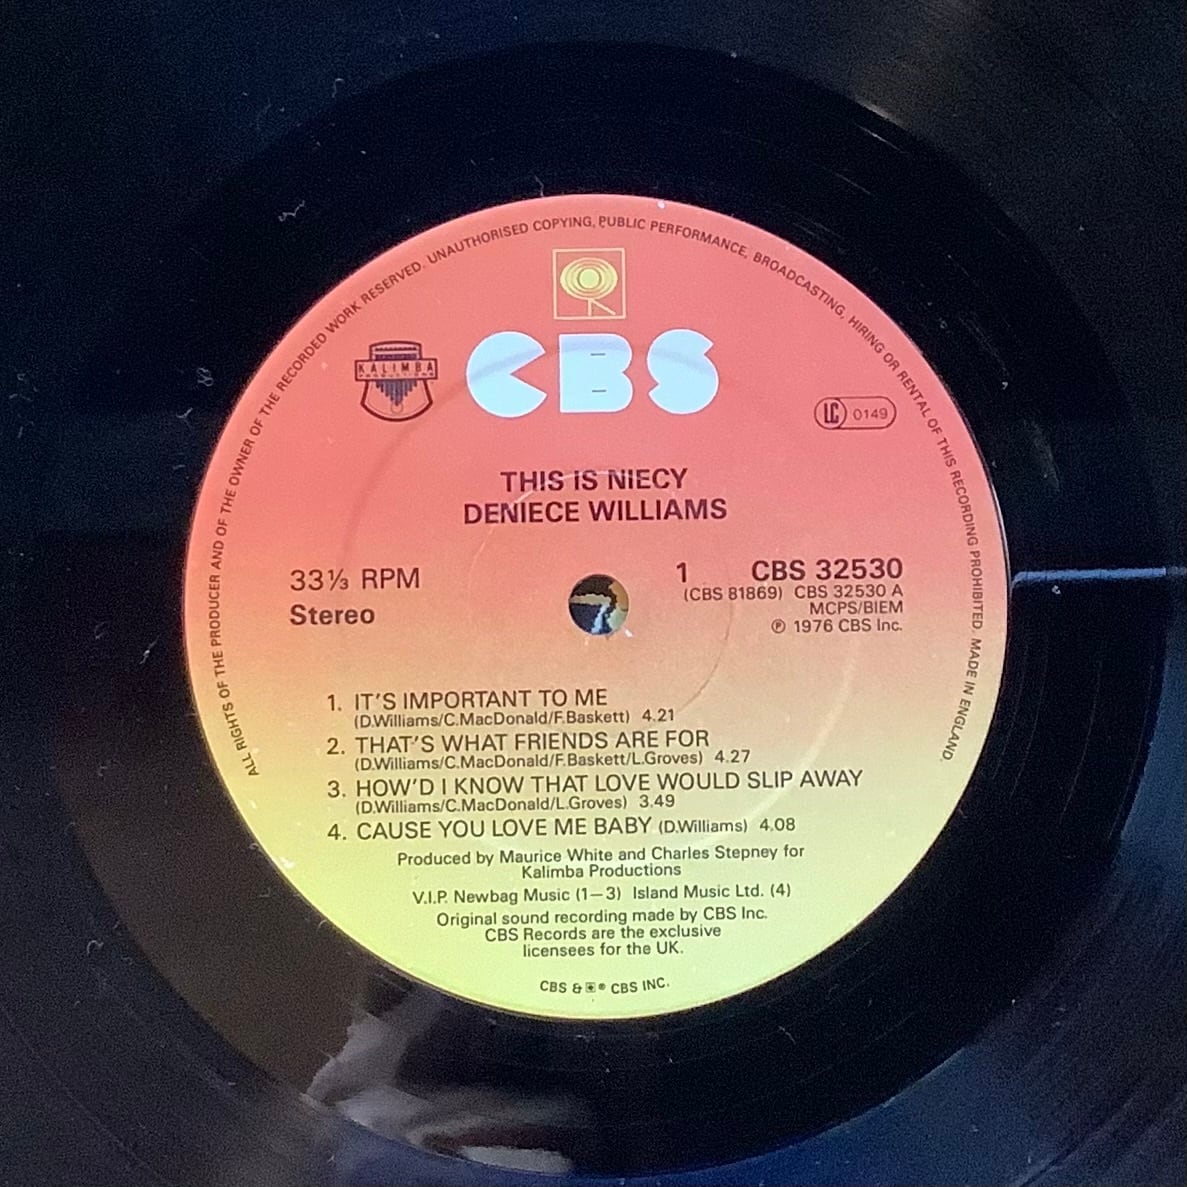 ALL RIGHTS OF THE PRODUCER AND OF THE OWNER OF THE RECORDED WORK RESERVED. UNAUTHORISED COPYING, PUBLIC PERFORMANCE, BROADCASTING, HIRING OR RENTAL OF THIS RECORDING PROHIBITED. MADE IN ENGLAND.
CBS
KALIMBA
PRODUCTIONS
LC 0149
THIS IS NIECY
DENIECE WILLIAMS
33⅓ RPM
Stereo
1 CBS 32530
(CBS 81869) CBS 32530 A
MCPS/BIEM
℗ 1976 CBS Inc.
1. IT'S IMPORTANT TO ME
(D.Williams/C.MacDonald/F.Baskett) 4.21
2. THAT'S WHAT FRIENDS ARE FOR
(D.Williams/C.MacDonald/F.Baskett/L.Groves) 4.27
3. HOW'D I KNOW THAT LOVE WOULD SLIP AWAY
(D.Williams/C.MacDonald/L.Groves) 3.49
4. CAUSE YOU LOVE ME BABY (D.Williams) 4.08
Produced by Maurice White and Charles Stepney for
Kalimba Productions
V.I.P. Newbag Music (1–3) Island Music Ltd. (4)
Original sound recording made by CBS Inc.
CBS Records are the exclusive
licensees for the UK.
CBS & ® CBS INC.